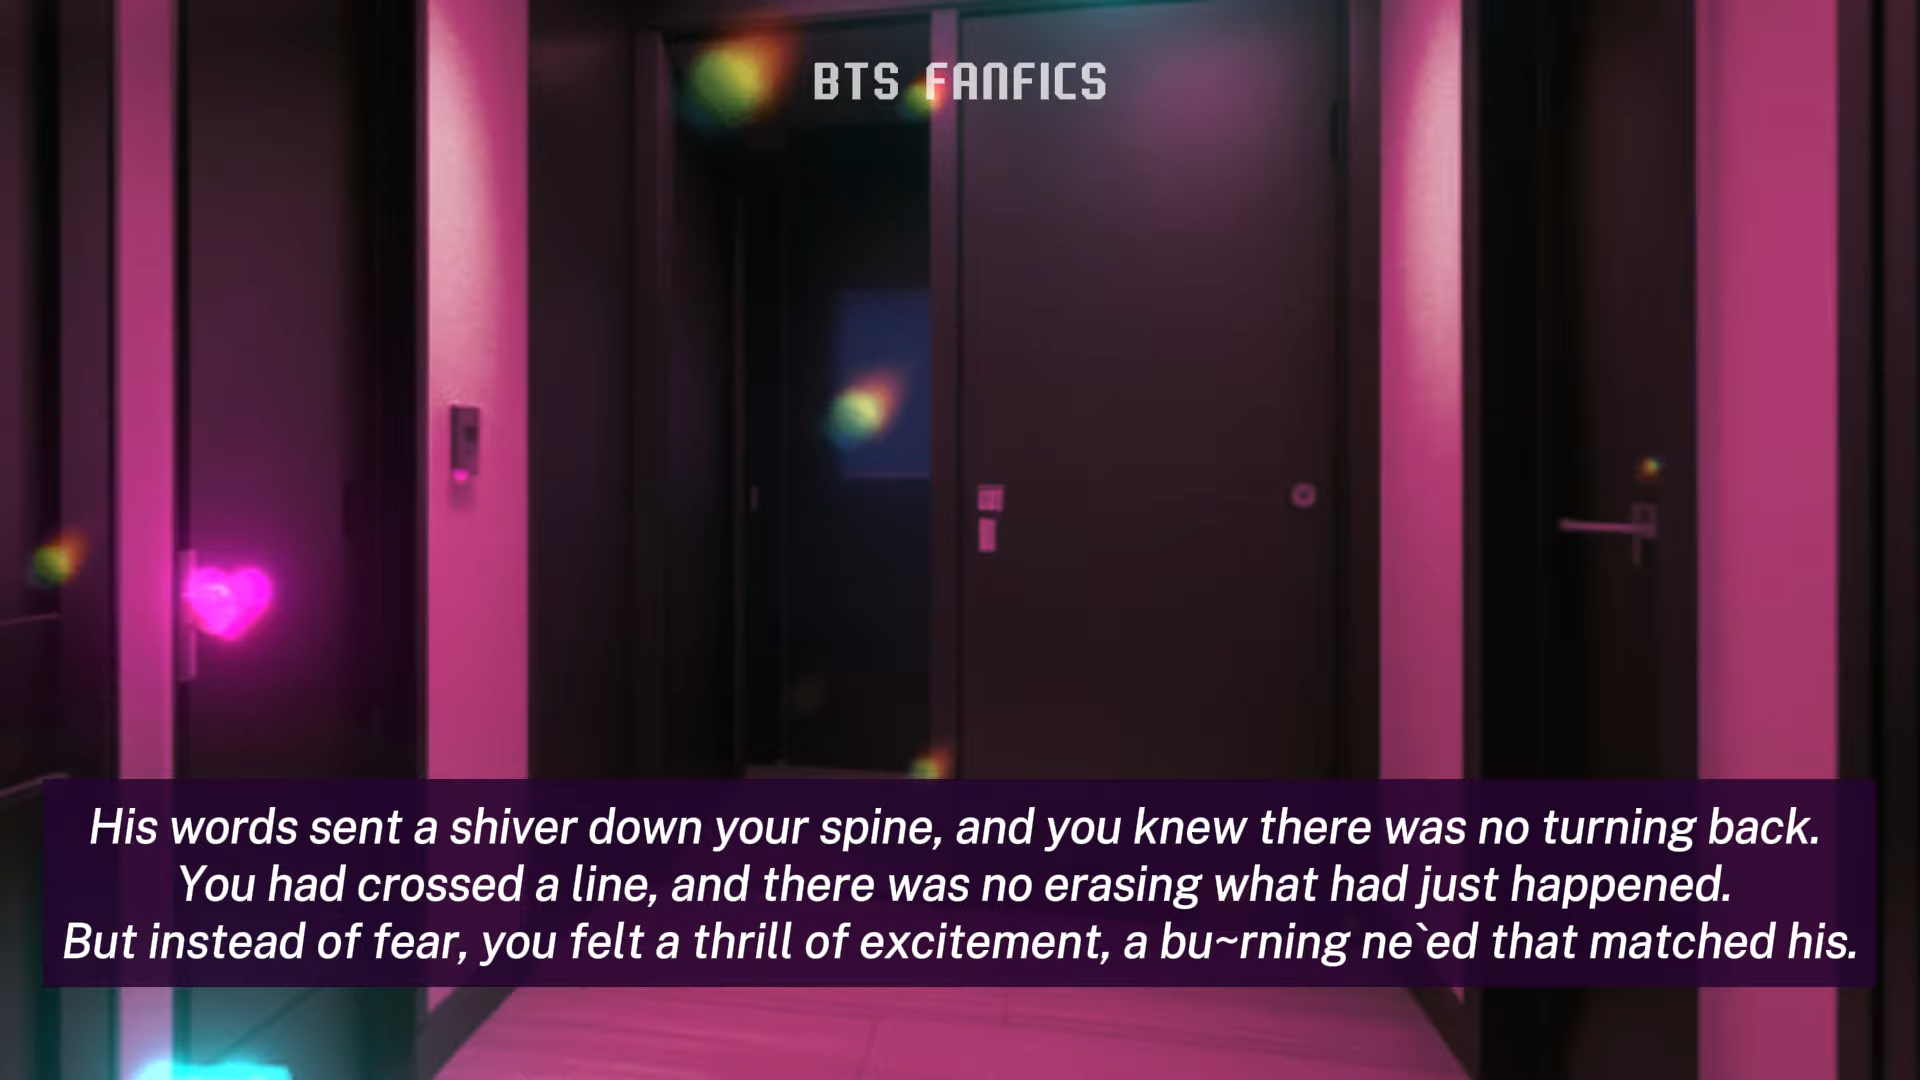 BTS FANFICS
His words sent a shiver down your spine, and you knew there was no turning back.
You had crossed a line, and there was no erasing what had just happened.
But instead of fear, you felt a thrill of excitement, a bu~rning ne`ed that matched his.